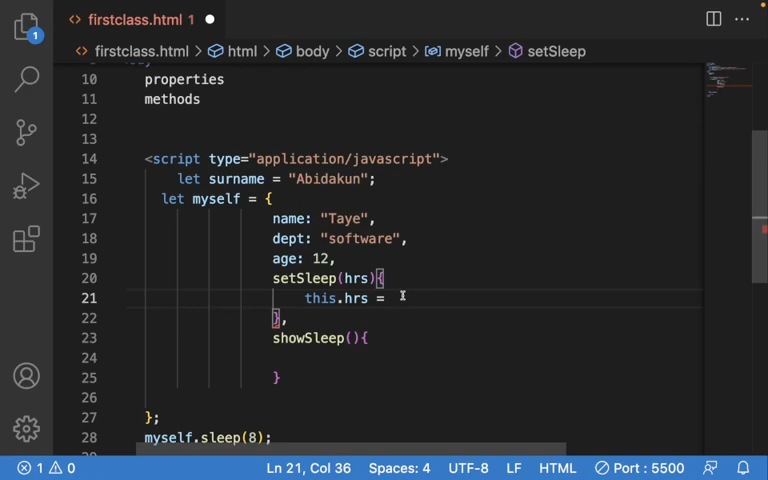 firstclass.html 1
firstclass.html > html > body > script > myself > setSleep
1
10 properties
11 methods
12
13
14 <script type="application/javascript">
15 let surname = "Abidakun";
16 let myself = {
17 name: "Taye",
18 dept: "software",
19 age: 12,
20 setSleep(hrs){
21 this.hrs =
22 },
23 showSleep(){
24
25 }
26
27 };
28 myself.sleep(8);
1 0 Ln 21, Col 36 Spaces: 4 UTF-8 LF HTML Port : 5500